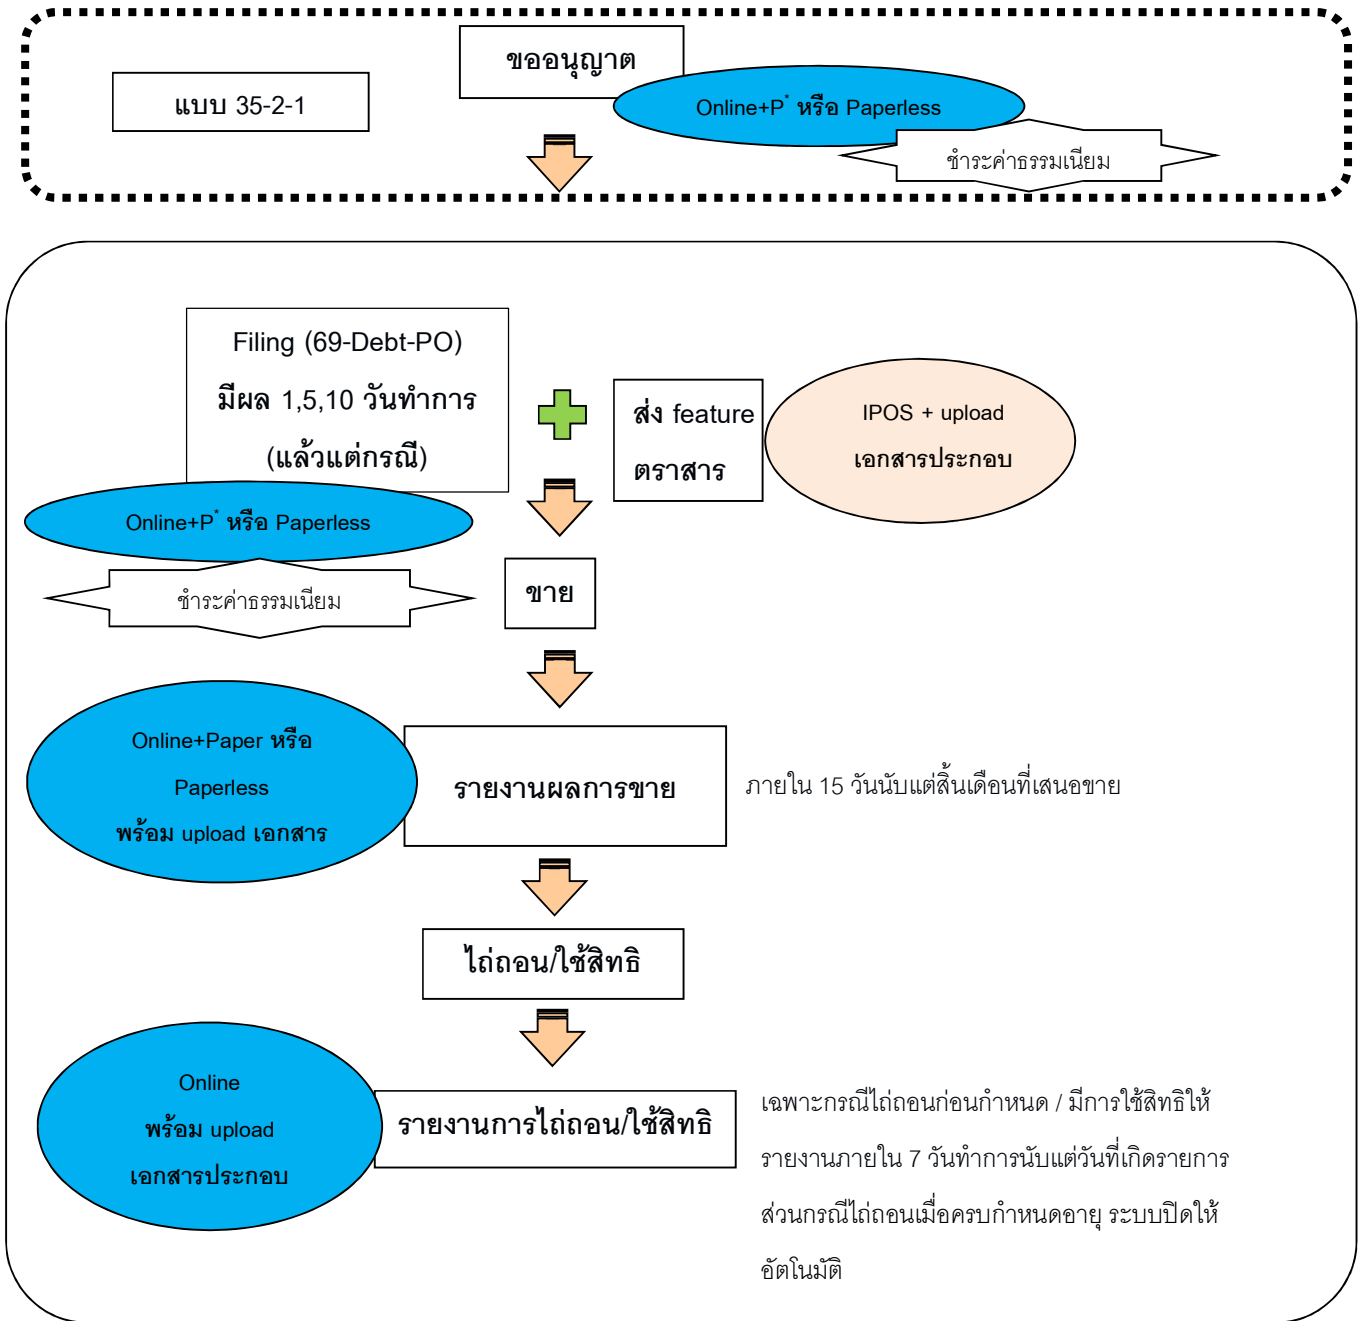 ขออนุญาต
แบบ 35-2-1
Online+P* หรือ Paperless
ชำระค่าธรรมเนียม
Filing (69-Debt-PO)
มีผล 1,5,10 วันทำการ
(แล้วแต่กรณี)
ส่ง feature
ตราสาร
IPOS + upload
เอกสารประกอบ
Online+P* หรือ Paperless
ชำระค่าธรรมเนียม
ขาย
Online+Paper หรือ
Paperless
พร้อม upload เอกสาร
รายงานผลการขาย
ภายใน 15 วันนับแต่สิ้นเดือนที่เสนอขาย
ไถ่ถอน/ใช้สิทธิ
Online
พร้อม upload
เอกสารประกอบ
รายงานการไถ่ถอน/ใช้สิทธิ
เฉพาะกรณีไถ่ถอนก่อนกำหนด / มีการใช้สิทธิให้
รายงานภายใน 7 วันทำการนับแต่วันที่เกิดรายการ
ส่วนกรณีไถ่ถอนเมื่อครบกำหนดอายุ ระบบปิดให้
อัตโนมัติ